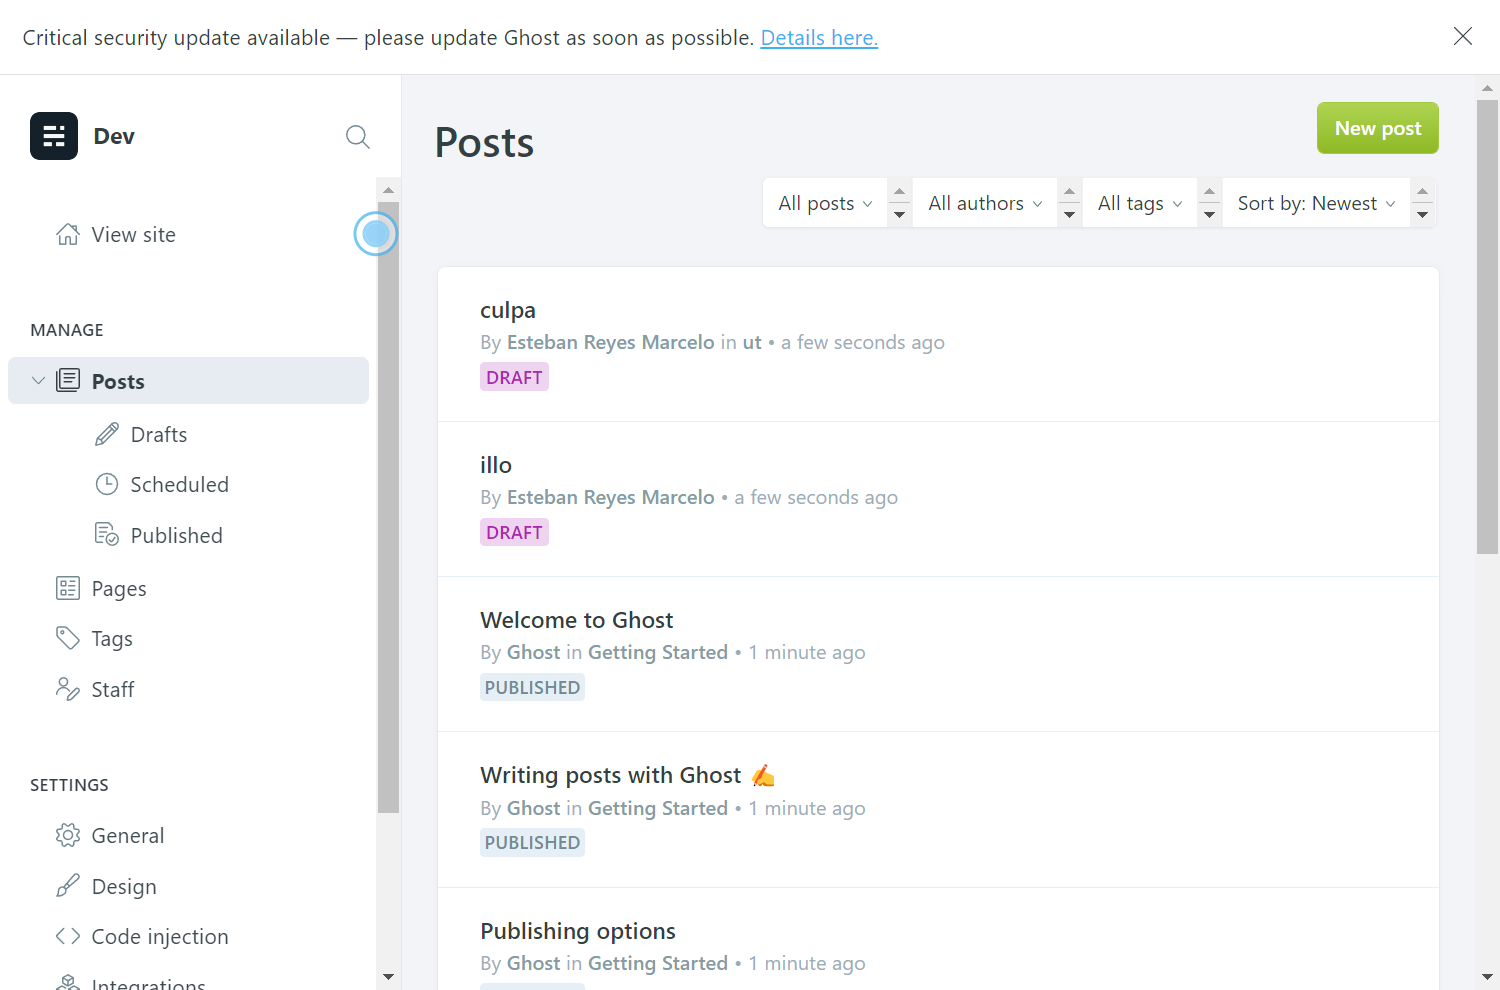 Critical security update available — please update Ghost as soon as possible. Details here.
Dev
View site
MANAGE
Posts
Drafts
Scheduled
Published
Pages
Tags
Staff
SETTINGS
General
Design
Code injection
Integrations
Posts
New post
All posts
All authors
All tags
Sort by: Newest
culpa
By Esteban Reyes Marcelo in ut • a few seconds ago
DRAFT
illo
By Esteban Reyes Marcelo • a few seconds ago
DRAFT
Welcome to Ghost
By Ghost in Getting Started • 1 minute ago
PUBLISHED
Writing posts with Ghost ✍️
By Ghost in Getting Started • 1 minute ago
PUBLISHED
Publishing options
By Ghost in Getting Started • 1 minute ago